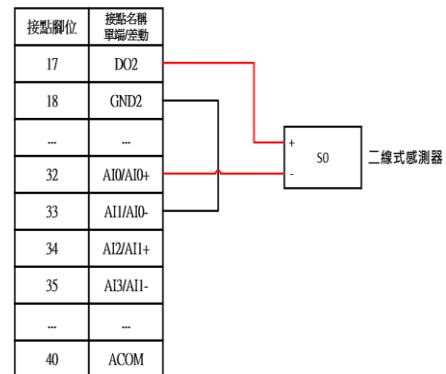 接點腳位 接點名稱
單端/差動
17 DO2
18 GND2
... ...
32 AI0/AI0+
33 AI1/AI0-
34 AI2/AI1+
35 AI3/AI1-
... ...
40 ACOM
+
-
S0
二線式感測器